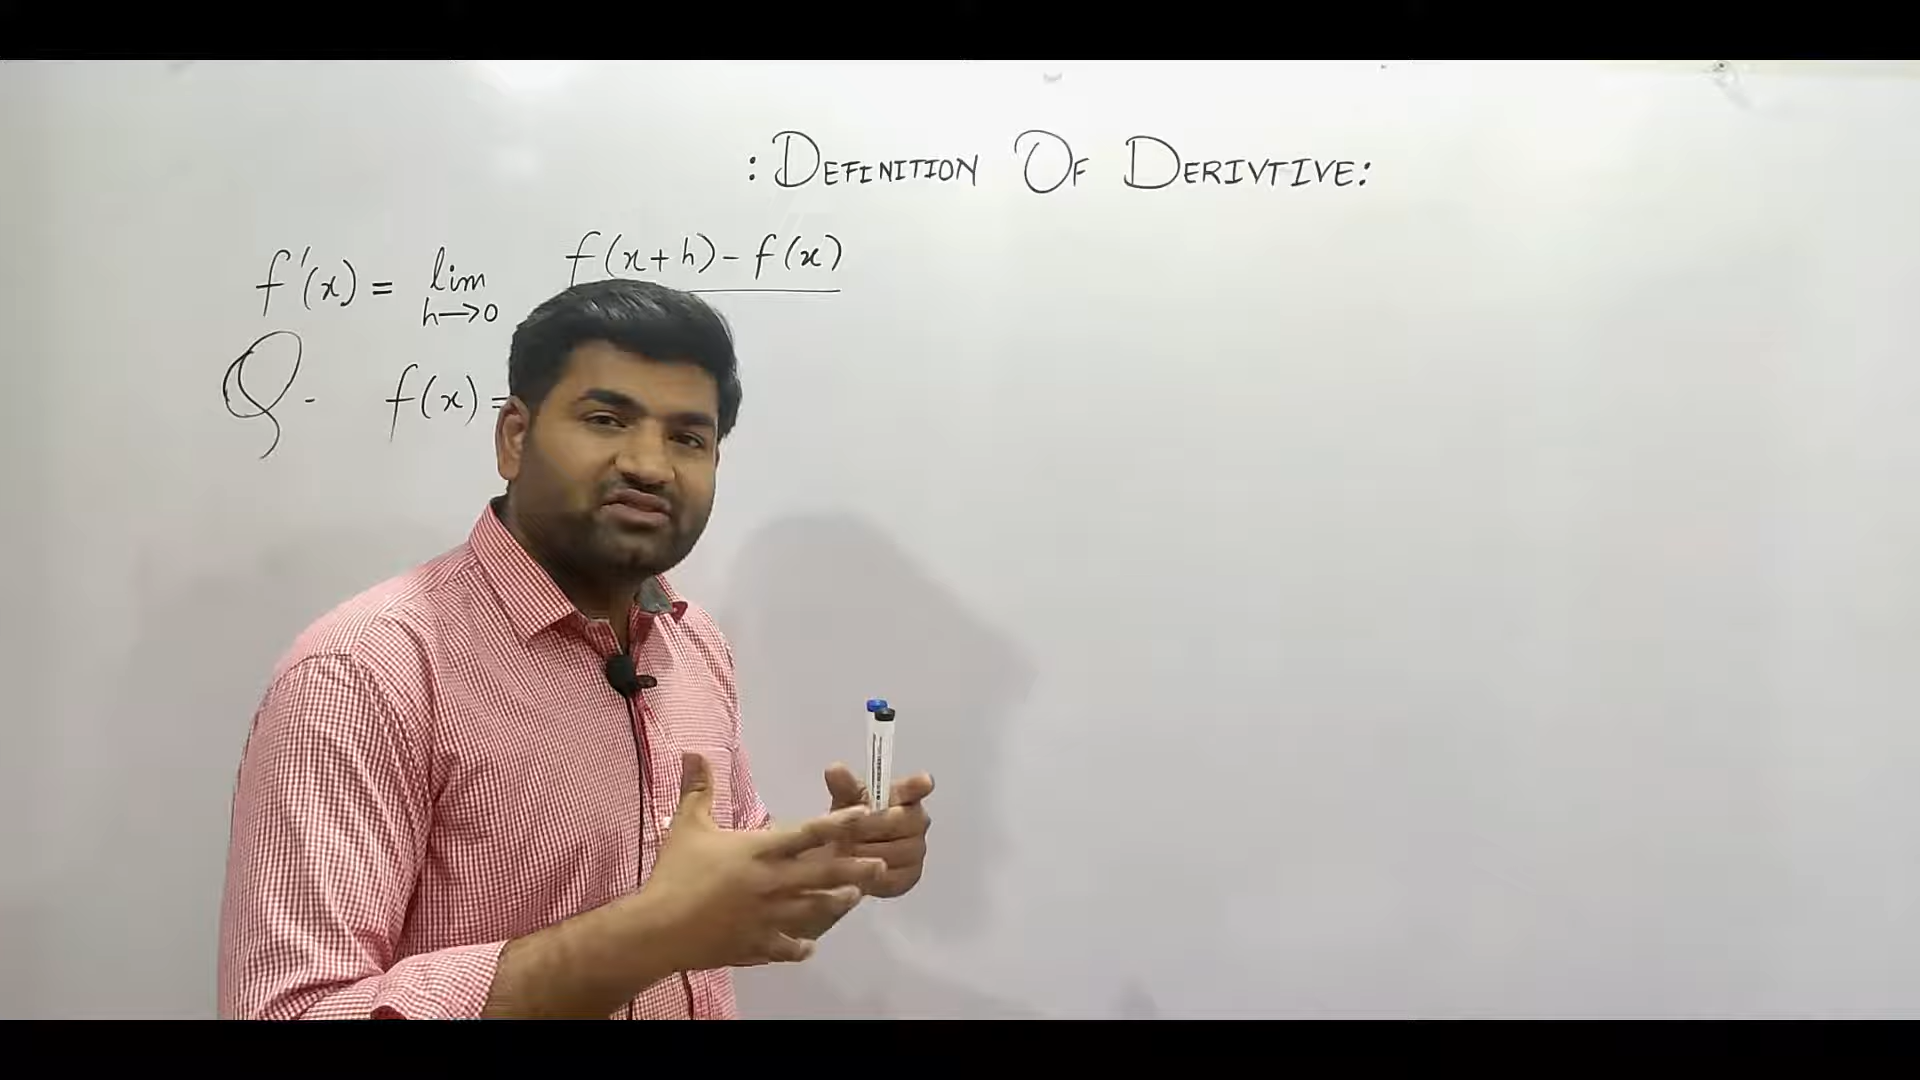 : DEFINITION OF DERIVTIVE:
f'(x) = lim f(x+h) - f(x)
h→0
Q. f(x) =